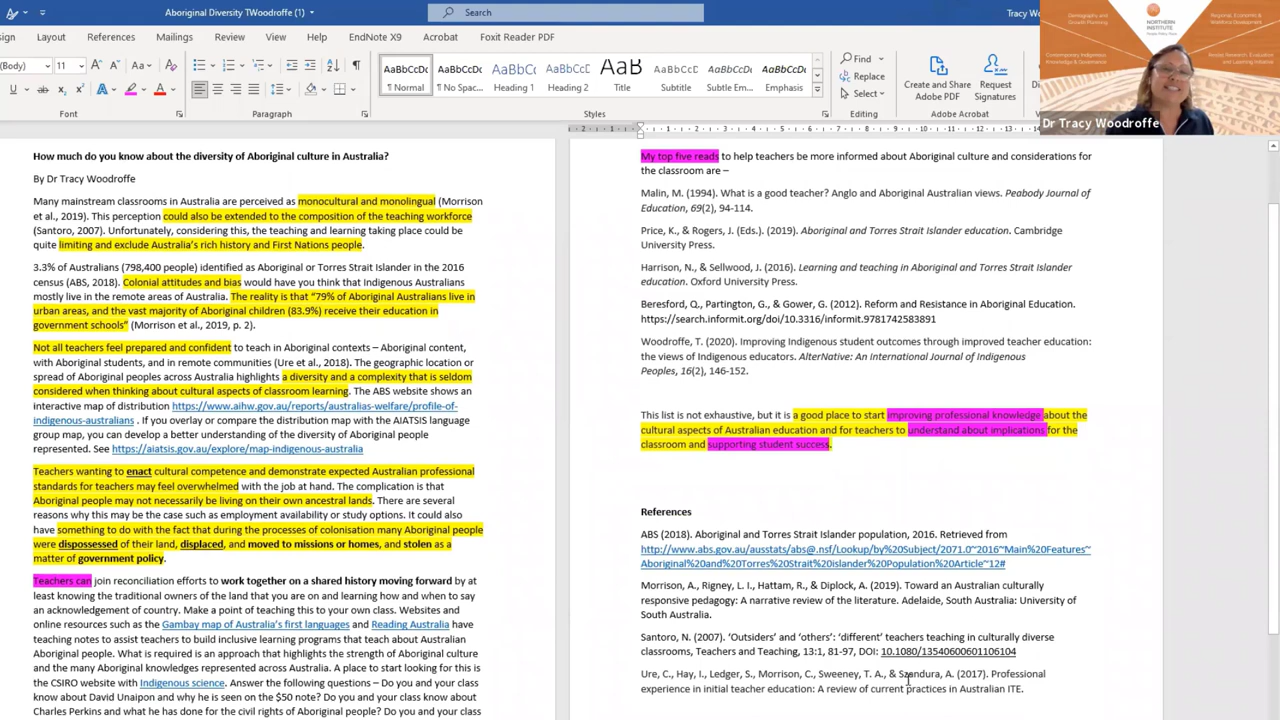 Aboriginal Diversity TWoodroffe (1)
Search
Tracy Wo
sign
Layout
References
Mailings
Review
View
Help
EndNote X9
Acrobat
Foxit Reader PDF
(Body)
11
Font
Paragraph
AaBbCcDc
¶ Normal
AaBbCcDc
¶ No Spac...
AaBbCc
Heading 1
AaBbCcC
Heading 2
AaB
Title
AaBbCcC
Subtitle
AaBbCcDc
Subtle Em...
AaBbCcDc
Emphasis
Styles
Find
Replace
Select
Editing
Create and Share
Adobe PDF
Request
Signatures
Adobe Acrobat
Demography and
Growth Planning
NORTHERN
INSTITUTE
Regional, Economic &
Workforce Development
Contemporary Indigenous
Knowledge & Governance
Remote Research, Evaluation
and Learning Initiative
Dr Tracy Woodroffe
How much do you know about the diversity of Aboriginal culture in Australia?
By Dr Tracy Woodroffe
Many mainstream classrooms in Australia are perceived as monocultural and monolingual (Morrison
et al., 2019). This perception could also be extended to the composition of the teaching workforce
(Santoro, 2007). Unfortunately, considering this, the teaching and learning taking place could be
quite limiting and exclude Australia's rich history and First Nations people.
3.3% of Australians (798,400 people) identified as Aboriginal or Torres Strait Islander in the 2016
census (ABS, 2018). Colonial attitudes and bias would have you think that Indigenous Australians
mostly live in the remote areas of Australia. The reality is that "79% of Aboriginal Australians live in
urban areas, and the vast majority of Aboriginal children (83.9%) receive their education in
government schools" (Morrison et al., 2019, p. 2).
Not all teachers feel prepared and confident to teach in Aboriginal contexts – Aboriginal content,
with Aboriginal students, and in remote communities (Ure et al., 2018). The geographic location or
spread of Aboriginal peoples across Australia highlights a diversity and a complexity that is seldom
considered when thinking about cultural aspects of classroom learning. The ABS website shows an
interactive map of distribution https://www.aihw.gov.au/reports/australias-welfare/profile-of-
indigenous-australians . If you overlay or compare the distribution map with the AIATSIS language
group map, you can develop a better understanding of the diversity of Aboriginal people
represented. See https://aiatsis.gov.au/explore/map-indigenous-australia
Teachers wanting to enact cultural competence and demonstrate expected Australian professional
standards for teachers may feel overwhelmed with the job at hand. The complication is that
Aboriginal people may not necessarily be living on their own ancestral lands. There are several
reasons why this may be the case such as employment availability or study options. It could also
have something to do with the fact that during the processes of colonisation many Aboriginal people
were dispossessed of their land, displaced, and moved to missions or homes, and stolen as a
matter of government policy.
Teachers can join reconciliation efforts to work together on a shared history moving forward by at
least knowing the traditional owners of the land that you are on and learning how and when to say
an acknowledgement of country. Make a point of teaching this to your own class. Websites and
online resources such as the Gambay map of Australia's first languages and Reading Australia have
teaching notes to assist teachers to build inclusive learning programs that teach about Australian
Aboriginal people. What is required is an approach that highlights the strength of Aboriginal culture
and the many Aboriginal knowledges represented across Australia. A place to start looking for this is
the CSIRO website with Indigenous science. Answer the following questions – Do you and your class
know about David Unaipon and why he is seen on the $50 note? Do you and your class know about
Charles Perkins and what he has done for the civil rights of Aboriginal people? Do you and your class
My top five reads to help teachers be more informed about Aboriginal culture and considerations for
the classroom are –
Malin, M. (1994). What is a good teacher? Anglo and Aboriginal Australian views. Peabody Journal of
Education, 69(2), 94-114.
Price, K., & Rogers, J. (Eds.). (2019). Aboriginal and Torres Strait Islander education. Cambridge
University Press.
Harrison, N., & Sellwood, J. (2016). Learning and teaching in Aboriginal and Torres Strait Islander
education. Oxford University Press.
Beresford, Q., Partington, G., & Gower, G. (2012). Reform and Resistance in Aboriginal Education.
https://search.informit.org/doi/10.3316/informit.9781742583891
Woodroffe, T. (2020). Improving Indigenous student outcomes through improved teacher education:
the views of Indigenous educators. AlterNative: An International Journal of Indigenous
Peoples, 16(2), 146-152.
This list is not exhaustive, but it is a good place to start improving professional knowledge about the
cultural aspects of Australian education and for teachers to understand about implications for the
classroom and supporting student success.
References
ABS (2018). Aboriginal and Torres Strait Islander population, 2016. Retrieved from
http://www.abs.gov.au/ausstats/abs@.nsf/Lookup/by%20Subject/2071.0~2016~Main%20Features~
Aboriginal%20and%20Torres%20Strait%20islander%20Population%20Article~12#
Morrison, A., Rigney, L. I., Hattam, R., & Diplock, A. (2019). Toward an Australian culturally
responsive pedagogy: A narrative review of the literature. Adelaide, South Australia: University of
South Australia.
Santoro, N. (2007). 'Outsiders' and 'others': 'different' teachers teaching in culturally diverse
classrooms, Teachers and Teaching, 13:1, 81-97, DOI: 10.1080/13540600601106104
Ure, C., Hay, I., Ledger, S., Morrison, C., Sweeney, T. A., & Szandura, A. (2017). Professional
experience in initial teacher education: A review of current practices in Australian ITE.